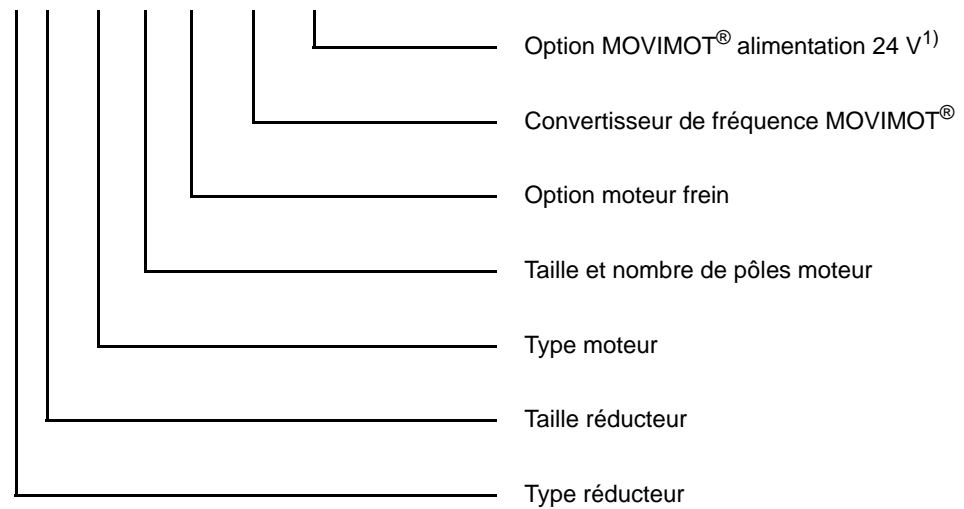 Option MOVIMOT® alimentation 24 V1)
Convertisseur de fréquence MOVIMOT®
Option moteur frein
Taille et nombre de pôles moteur
Type moteur
Taille réducteur
Type réducteur